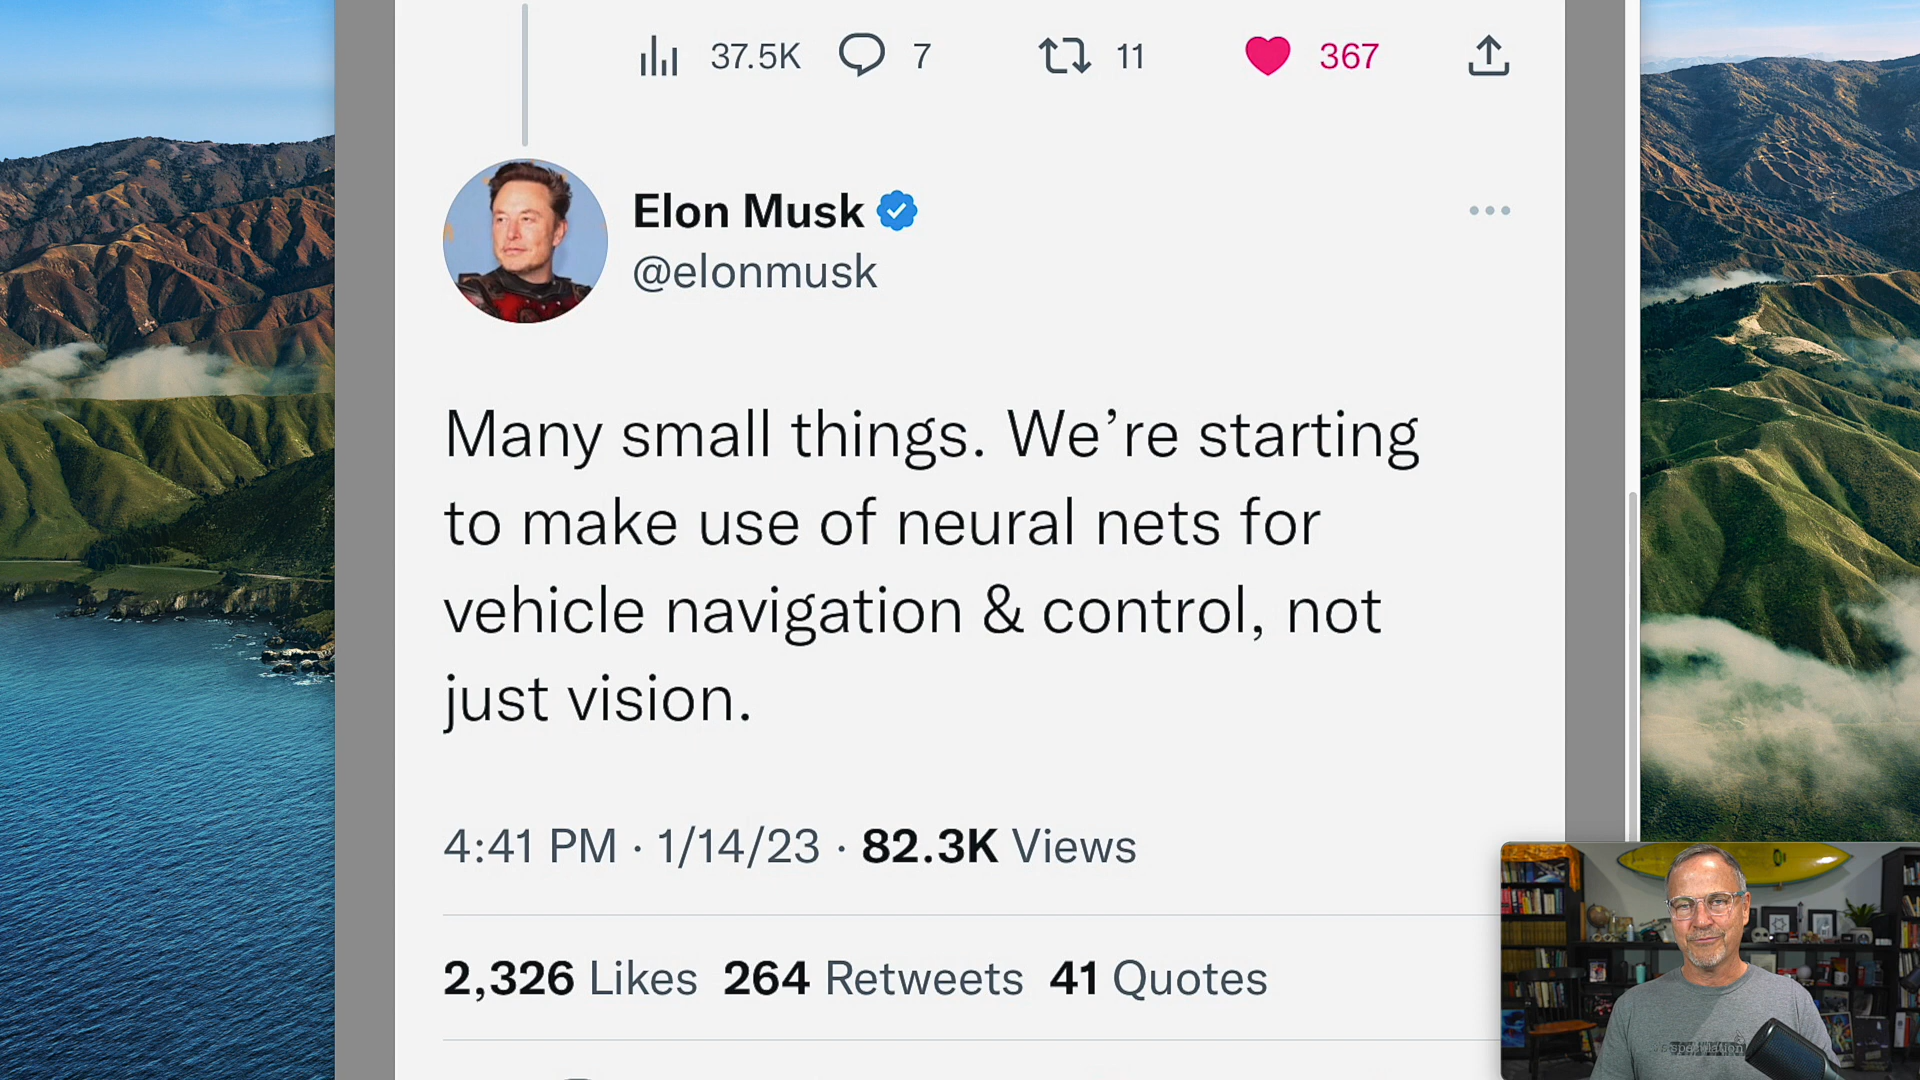 37.5K 7 11 367
Elon Musk
@elonmusk
Many small things. We’re starting
to make use of neural nets for
vehicle navigation & control, not
just vision.
4:41 PM · 1/14/23 · 82.3K Views
2,326 Likes 264 Retweets 41 Quotes